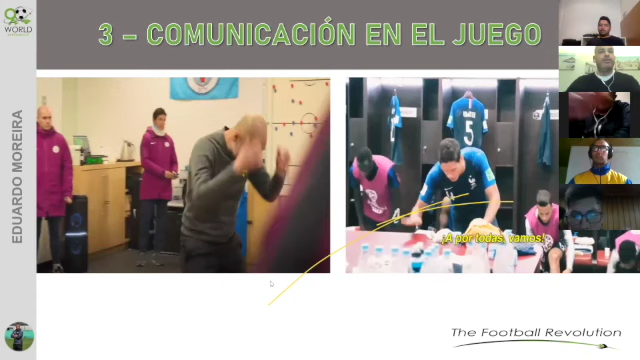 3 - COMUNICACIÓN EN EL JUEGO
WORLD
EDUARDO MOREIRA
5
¡A por todas, vamos!
The Football Revolution